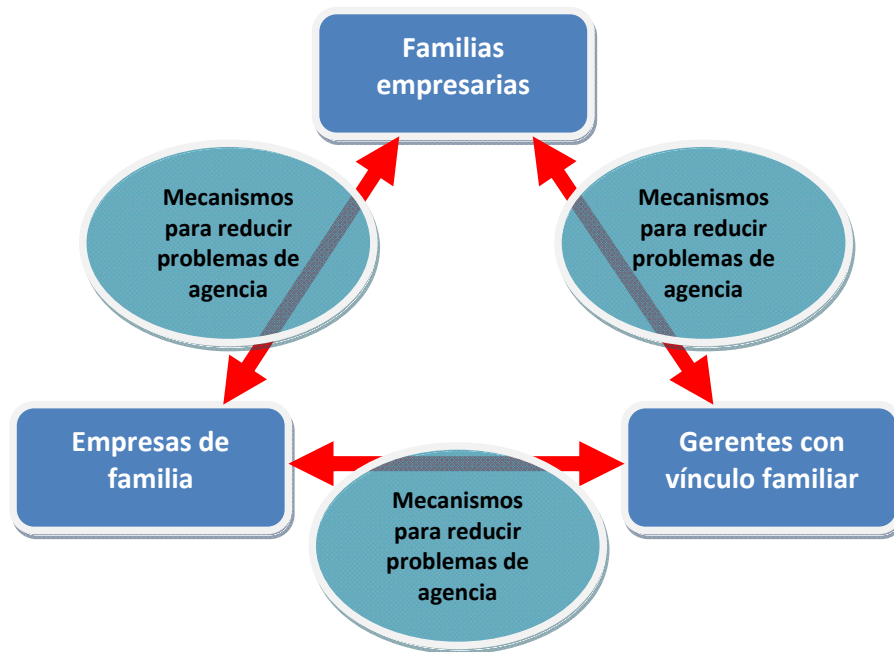 Familias
empresarias
Mecanismos
para reducir
problemas de
agencia
Mecanismos
para reducir
problemas de
agencia
Empresas de
familia
Gerentes con
vínculo familiar
Mecanismos
para reducir
problemas de
agencia